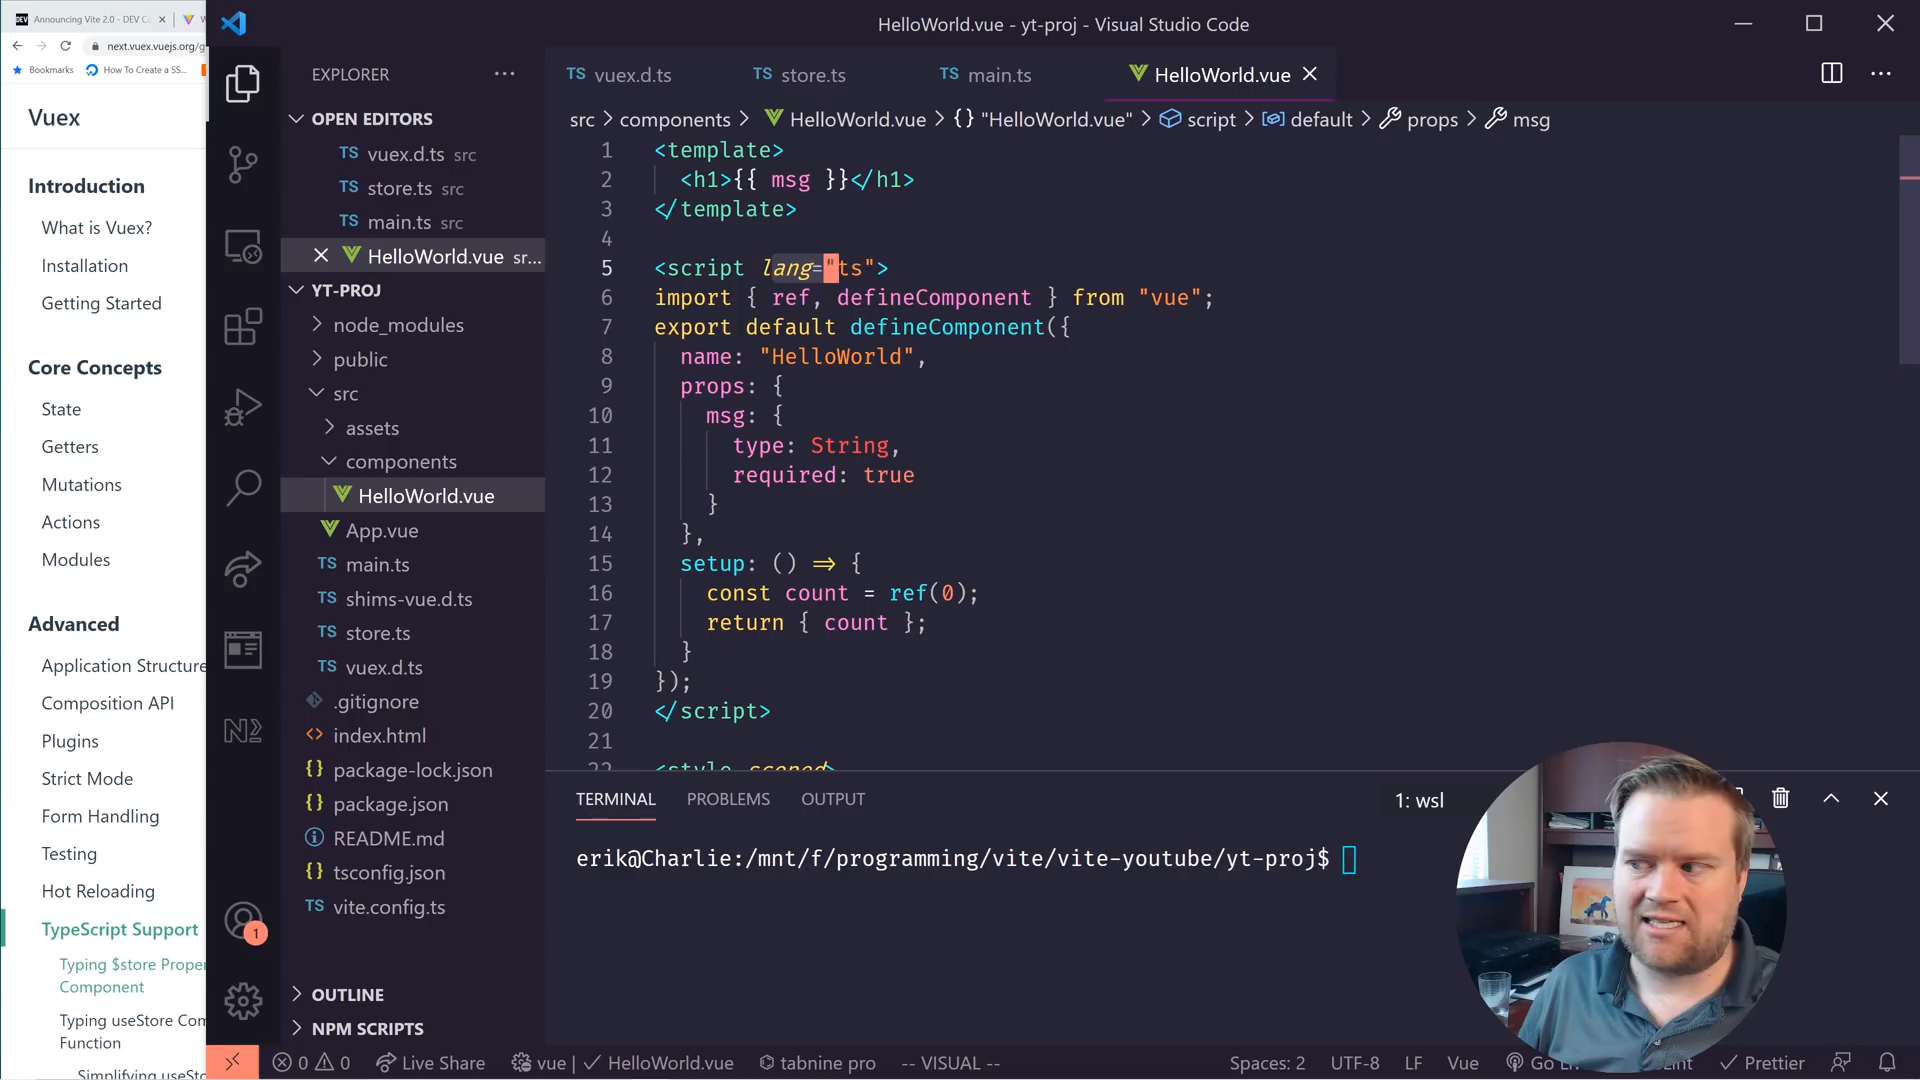 DEV
Announcing Vite 2.0 - DEV C
next.vuex.vuejs.org/g
Bookmarks
How To Create a SS...
Vuex
Introduction
What is Vuex?
Installation
Getting Started
Core Concepts
State
Getters
Mutations
Actions
Modules
Advanced
Application Structure
Composition API
Plugins
Strict Mode
Form Handling
Testing
Hot Reloading
TypeScript Support
Typing $store Proper
Component
Typing useStore Com
Function
Simplifying useSto
HelloWorld.vue - yt-proj - Visual Studio Code
EXPLORER
OPEN EDITORS
TS vuex.d.ts src
TS store.ts src
TS main.ts src
HelloWorld.vue sr...
YT-PROJ
node_modules
public
src
assets
components
HelloWorld.vue
App.vue
TS main.ts
TS shims-vue.d.ts
TS store.ts
TS vuex.d.ts
.gitignore
<> index.html
{} package-lock.json
{} package.json
README.md
{} tsconfig.json
TS vite.config.ts
OUTLINE
NPM SCRIPTS
1
TS vuex.d.ts
TS store.ts
TS main.ts
HelloWorld.vue
src > components > HelloWorld.vue > {} "HelloWorld.vue" > script > default > props > msg
1 <template>
2 <h1>{{ msg }}</h1>
3 </template>
4
5 <script lang="ts">
6 import { ref, defineComponent } from "vue";
7 export default defineComponent({
8 name: "HelloWorld",
9 props: {
10 msg: {
11 type: String,
12 required: true
13 }
14 },
15 setup: () => {
16 const count = ref(0);
17 return { count };
18 }
19 });
20 </script>
21
22 <style scoped>
TERMINAL PROBLEMS OUTPUT
1: wsl
erik@Charlie:/mnt/f/programming/vite/vite-youtube/yt-proj$
0 0 Live Share vue | HelloWorld.vue tabnine pro -- VISUAL -- Spaces: 2 UTF-8 LF Vue Go Prettier